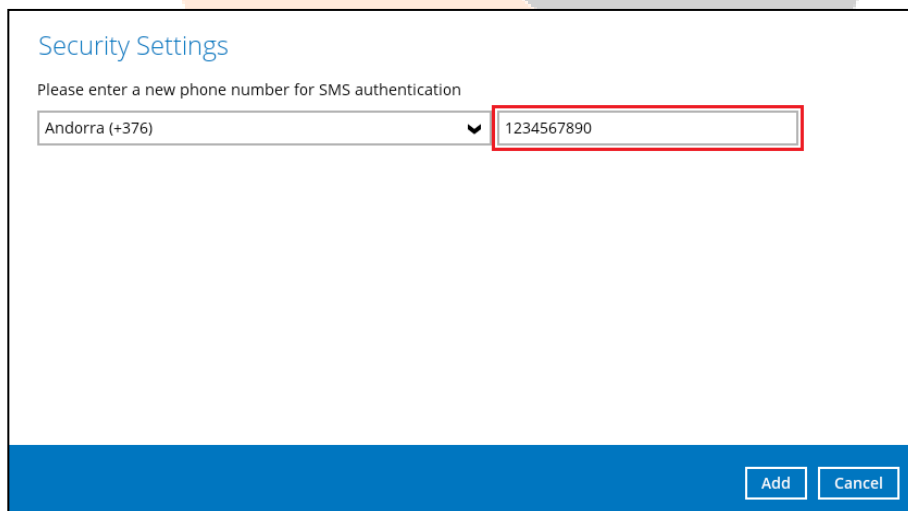 Security Settings
Please enter a new phone number for SMS authentication
Andorra (+376) 1234567890
Add Cancel